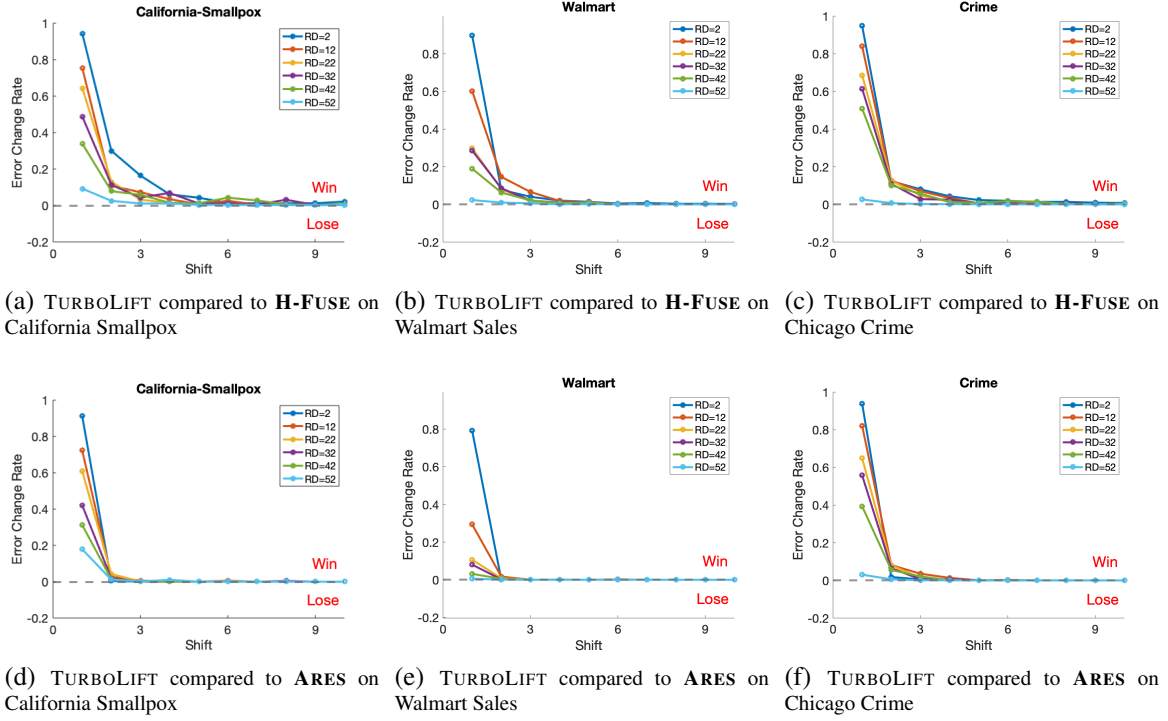 California-Smallpox
1
0.8
0.6
0.4
0.2
0
-0.2
Error Change Rate
0 3 6 9
Shift
RD=2
RD=12
RD=22
RD=32
RD=42
RD=52
Win
Lose
(a) TURBOLIFT compared to H-FUSE on
California Smallpox
Walmart
0.8
0.6
0.4
0.2
0
-0.2
Error Change Rate
0 3 6 9
Shift
RD=2
RD=12
RD=22
RD=32
RD=42
RD=52
Win
Lose
(b) TURBOLIFT compared to H-FUSE on
Walmart Sales
Crime
1
0.8
0.6
0.4
0.2
0
-0.2
Error Change Rate
0 3 6 9
Shift
RD=2
RD=12
RD=22
RD=32
RD=42
RD=52
Win
Lose
(c) TURBOLIFT compared to H-FUSE on
Chicago Crime
California-Smallpox
1
0.8
0.6
0.4
0.2
0
-0.2
Error Change Rate
0 3 6 9
Shift
RD=2
RD=12
RD=22
RD=32
RD=42
RD=52
Win
Lose
(d) TURBOLIFT compared to ARES on
California Smallpox
Walmart
0.8
0.6
0.4
0.2
0
-0.2
Error Change Rate
0 3 6 9
Shift
RD=2
RD=12
RD=22
RD=32
RD=42
RD=52
Win
Lose
(e) TURBOLIFT compared to ARES on
Walmart Sales
Crime
1
0.8
0.6
0.4
0.2
0
-0.2
Error Change Rate
0 3 6 9
Shift
RD=2
RD=12
RD=22
RD=32
RD=42
RD=52
Win
Lose
(f) TURBOLIFT compared to ARES on
Chicago Crime